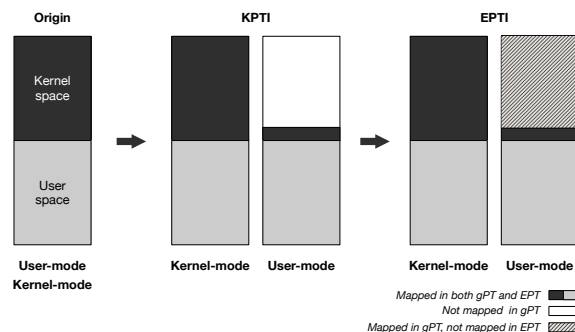 Origin
KPTI
EPTI
Kernel
space
User
space
User-mode
Kernel-mode
Kernel-mode
User-mode
Kernel-mode
User-mode
Mapped in both gPT and EPT
Not mapped in gPT
Mapped in gPT, not mapped in EPT